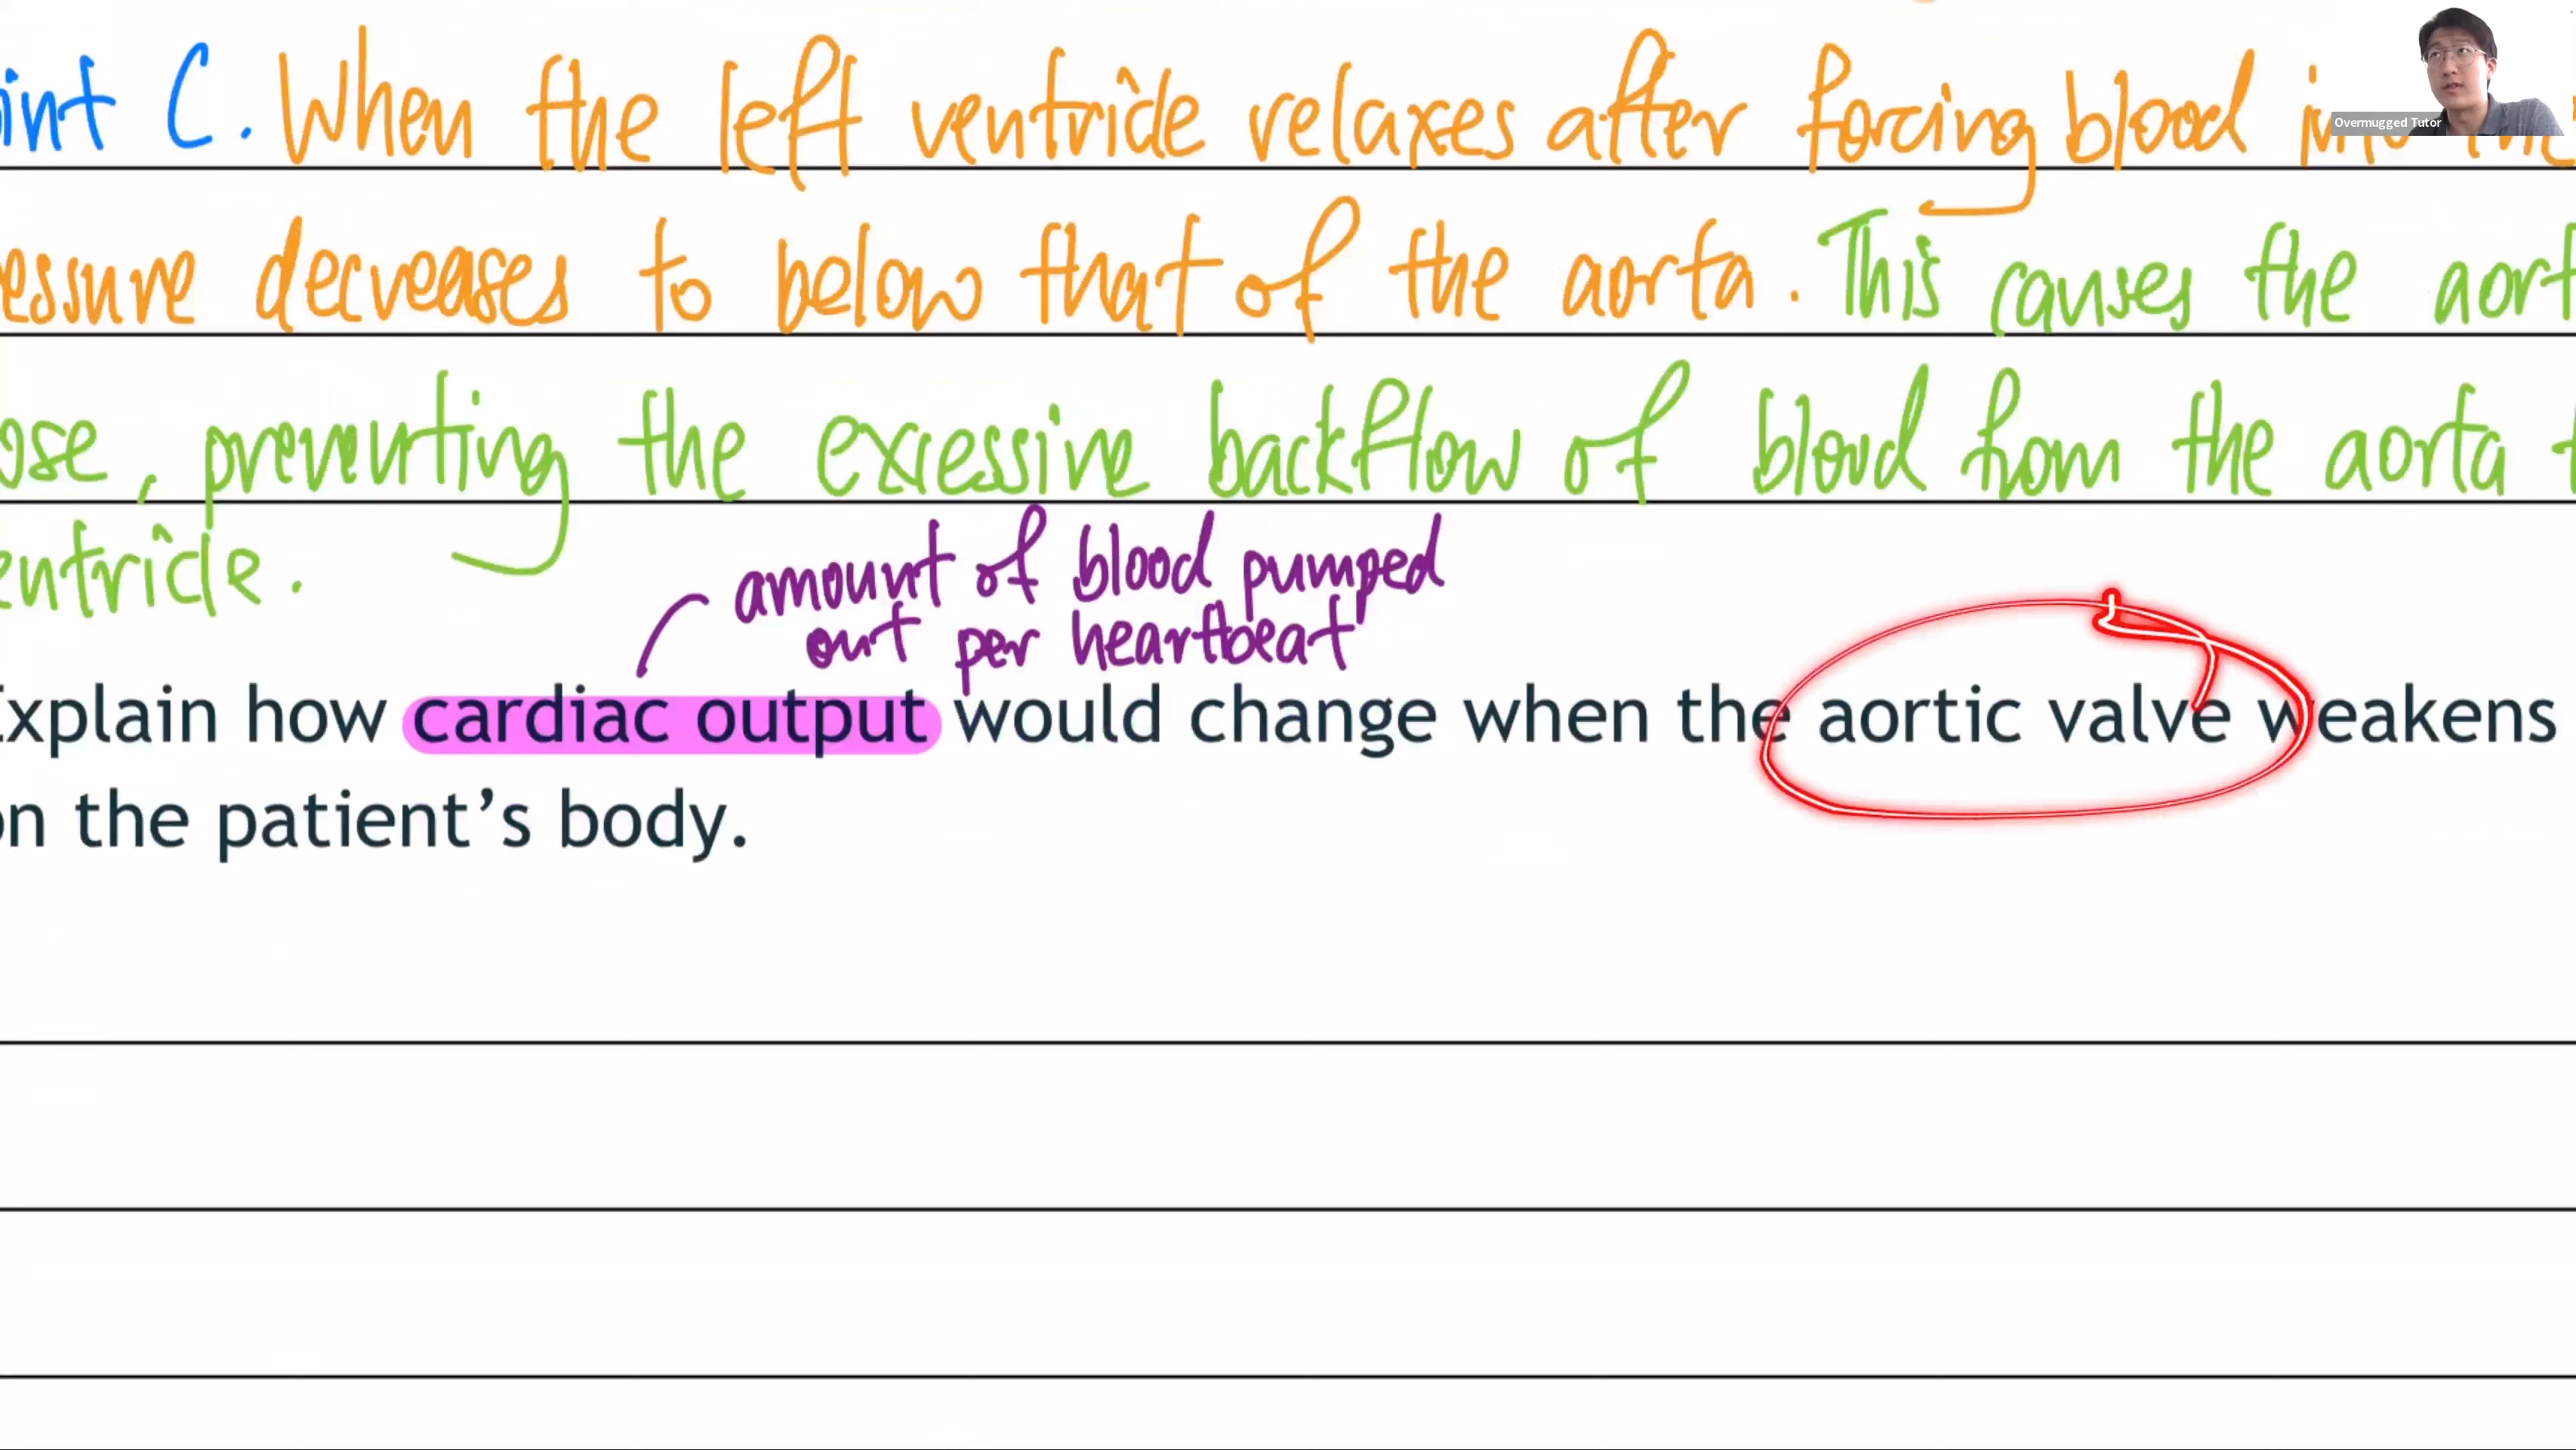 int C. When the left ventricle relaxes after forcing blood into the
Overmugged Tutor
essure decreases to below that of the aorta. This causes the aort
ose, preventing the excessive backflow of blood from the aorta t
entricle.
amount of blood pumped
out per heartbeat
Explain how cardiac output would change when the aortic valve weakens
on the patient's body.